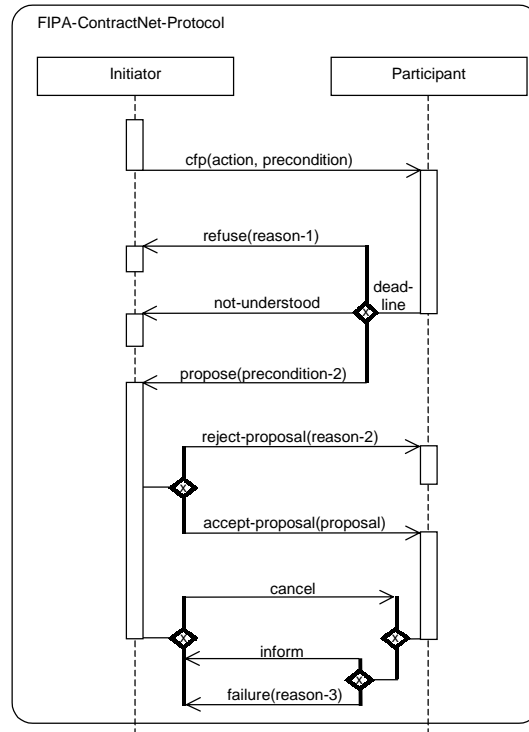 FIPA-ContractNet-Protocol
Initiator
Participant
cfp(action, precondition)
refuse(reason-1)
dead-
line
not-understood
x
propose(precondition-2)
reject-proposal(reason-2)
x
accept-proposal(proposal)
cancel
x
x
inform
x
failure(reason-3)